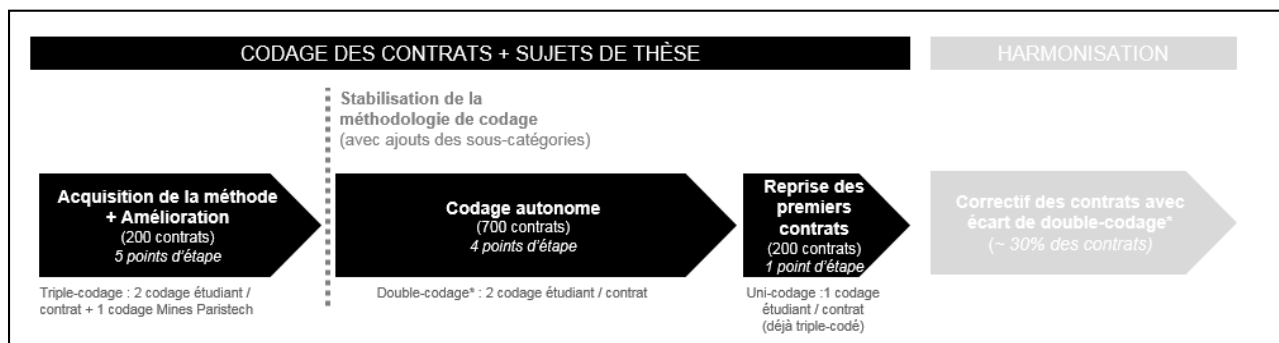 CODAGE DES CONTRATS + SUJETS DE THÈSE
HARMONISATION
Stabilisation de la
méthodologie de codage
(avec ajouts des sous-catégories)
Acquisition de la méthode
+ Amélioration
(200 contrats)
5 points d'étape
Codage autonome
(700 contrats)
4 points d'étape
Reprise des
premiers
contrats
(200 contrats)
1 point d'étape
Correctif des contrats avec
écart de double-codage*
(~ 30% des contrats)
Triple-codage : 2 codage étudiant /
contrat + 1 codage Mines Paristech
Double-codage* : 2 codage étudiant / contrat
Uni-codage :1 codage
étudiant / contrat
(déjà triple-codé)